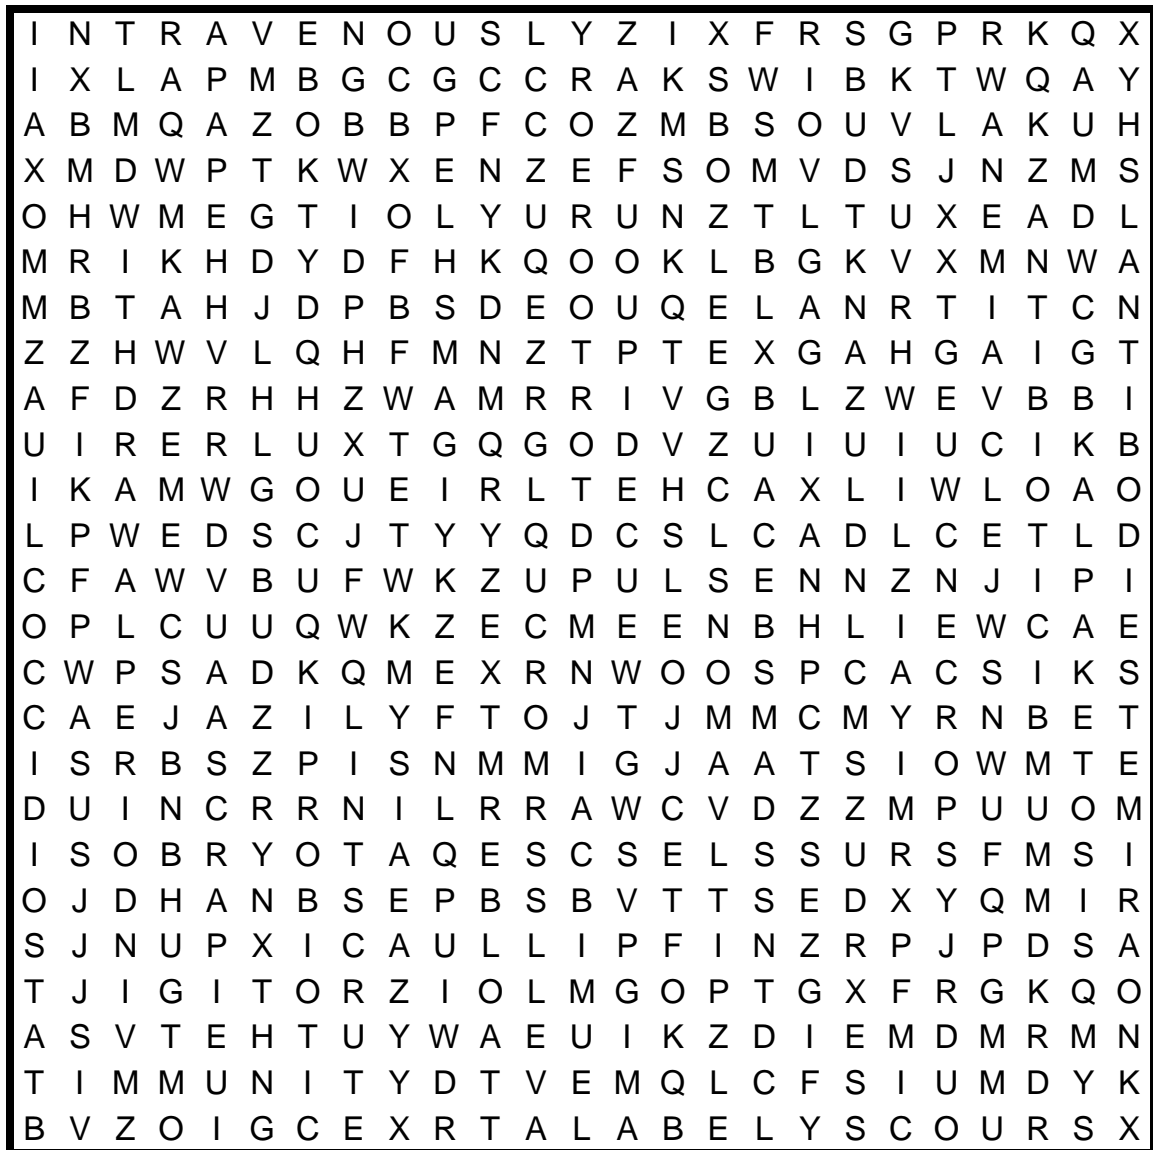 I N T R A V E N O U S L Y Z I X F R S G P R K Q X
I X L A P M B G C G C C R A K S W I B K T W Q A Y
A B M Q A Z O B B P F C O Z M B S O U V L A K U H
X M D W P T K W X E N Z E F S O M V D S J N Z M S
O H W M E G T I O L Y U R U N Z T L T U X E A D L
M R I K H D Y D F H K Q O O K L B G K V X M N W A
M B T A H J D P B S D E O U Q E L A N R T I T C N
Z Z H W V L Q H F M N Z T P T E X G A H G A I G T
A F D Z R H H Z W A M R R I V G B L Z W E V B B I
U I R E R L U X T G Q G O D V Z U I U I U C I K B
I K A M W G O U E I R L T E H C A X L I W L O A O
L P W E D S C J T Y Y Q D C S L C A D L C E T L D
C F A W V B U F W K Z U P U L S E N N Z N J I P I
O P L C U U Q W K Z E C M E E N B H L I E W C A E
C W P S A D K Q M E X R N W O O S P C A C S I K S
C A E J A Z I L Y F T O J T J M M C M Y R N B E T
I S R B S Z P I S N M M I G J A A T S I O W M T E
D U I N C R R N I L R R A W C V D Z Z M P U U O M
I S O B R Y O T A Q E S C S E L S S U R S F M S I
O J D H A N B S E P B S B V T T S E D X Y Q M I R
S J N U P X I C A U L L I P F I N Z R P J P D S A
T J I G I T O R Z I O L M G O P T G X F R G K Q O
A S V T E H T U Y W A E U I K Z D I E M D M R M N
T I M M U N I T Y D T V E M Q L C F S I U M D Y K
B V Z O I G C E X R T A L A B E L Y S C O U R S X